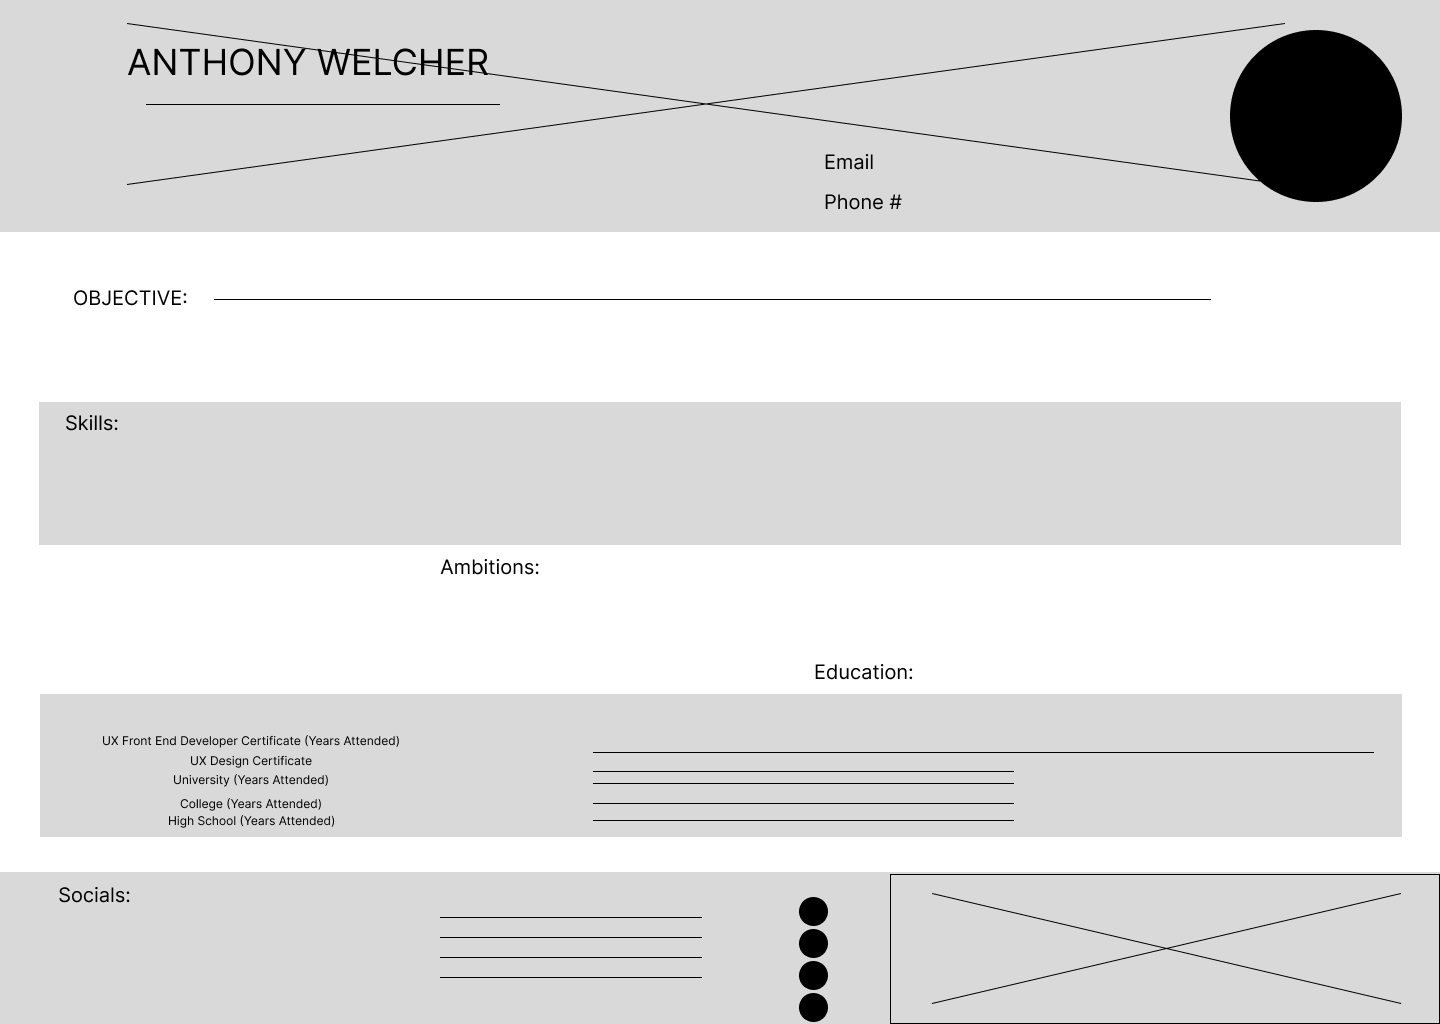 ANTHONY WELCHER
Email
Phone #
OBJECTIVE:
Skills:
Ambitions:
Education:
UX Front End Developer Certificate (Years Attended)
UX Design Certificate
University (Years Attended)
College (Years Attended)
High School (Years Attended)
Socials: